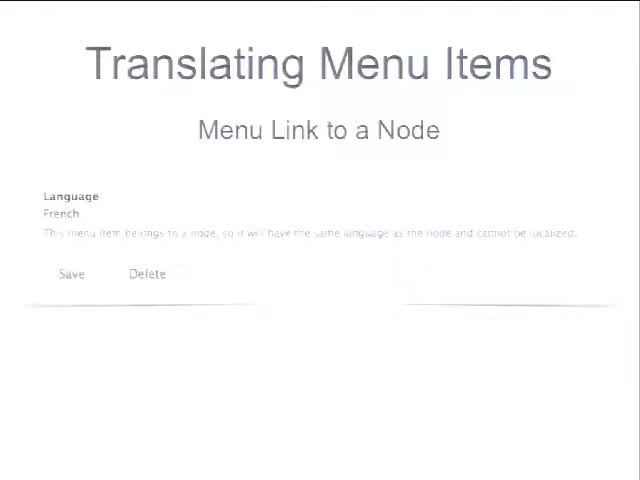 Translating Menu Items
Menu Link to a Node
Language
French
This menu item belongs to a node, so it will have the same language as the node and cannot be localized.
Save
Delete